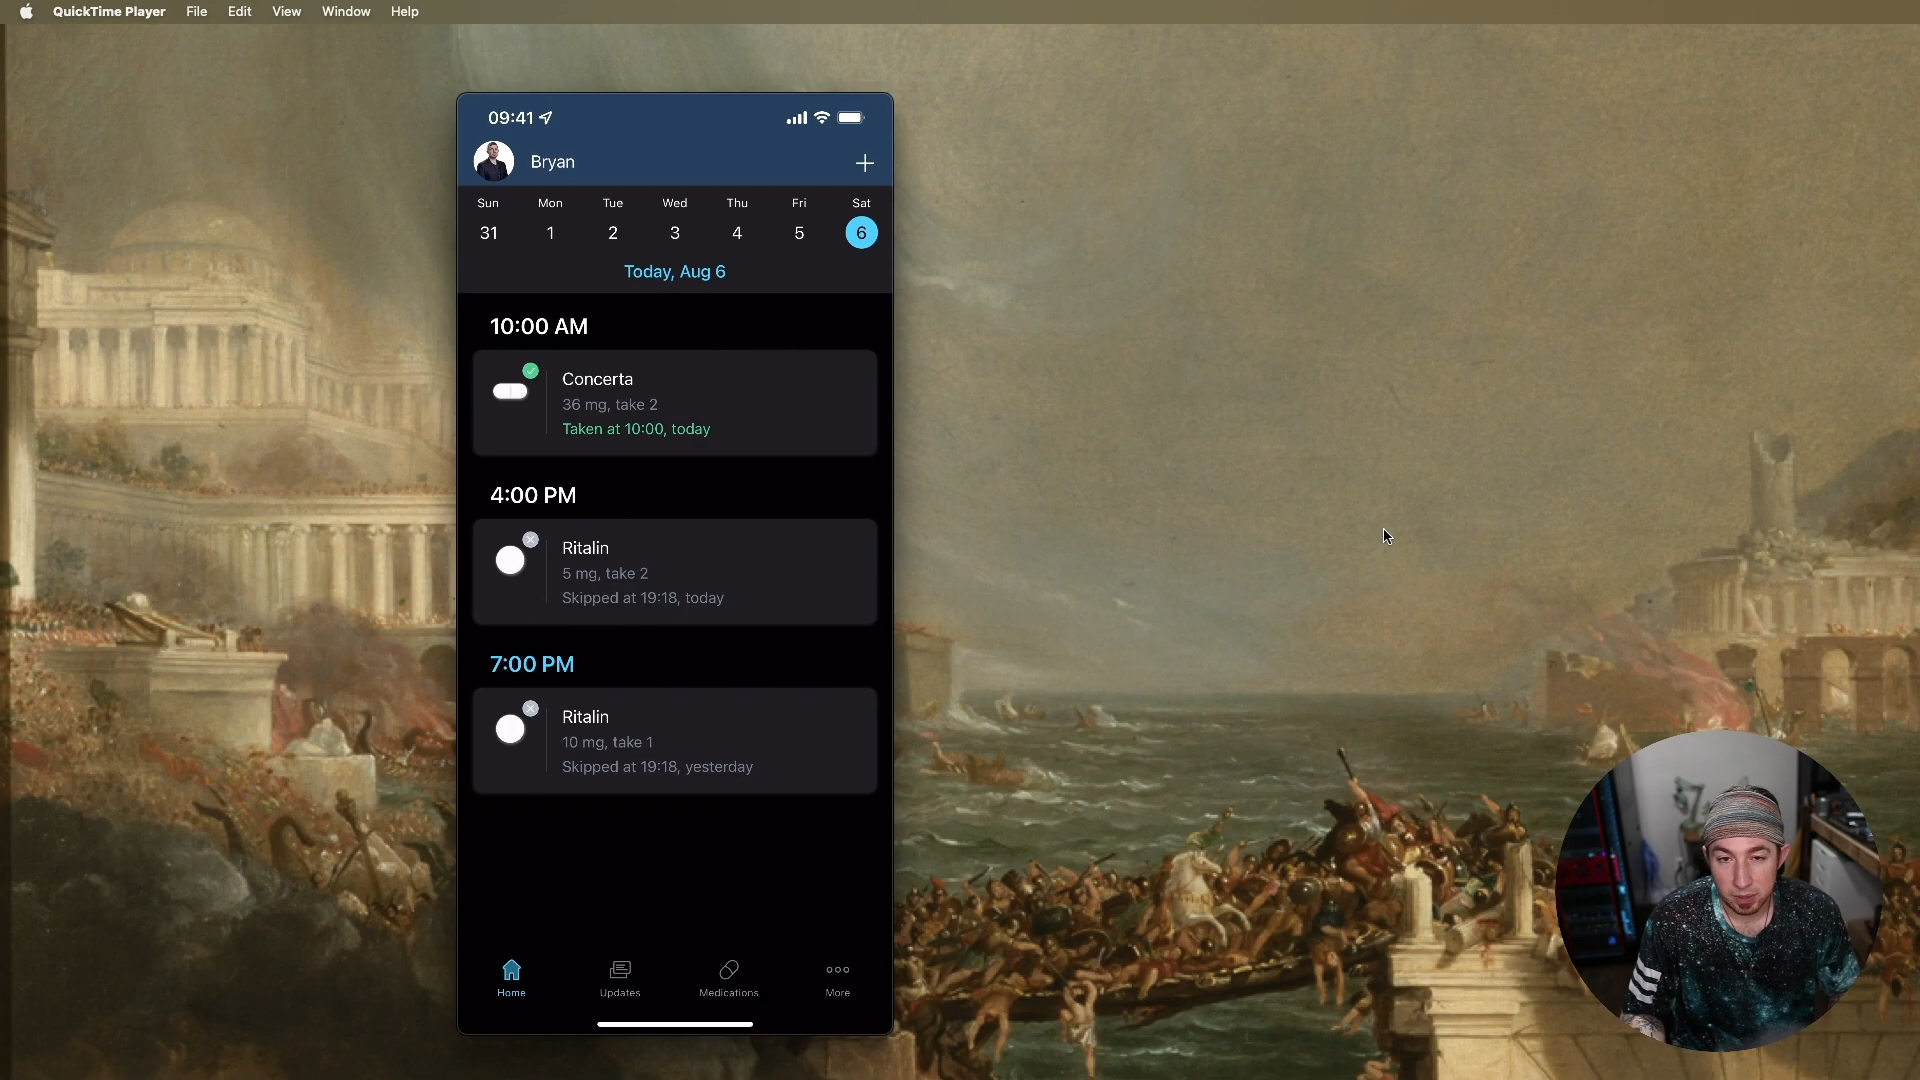 QuickTime Player File Edit View Window Help
09:41
Bryan
Sun Mon Tue Wed Thu Fri Sat
31 1 2 3 4 5 6
Today, Aug 6
10:00 AM
Concerta
36 mg, take 2
Taken at 10:00, today
4:00 PM
Ritalin
5 mg, take 2
Skipped at 19:18, today
7:00 PM
Ritalin
10 mg, take 1
Skipped at 19:18, yesterday
Home Updates Medications More